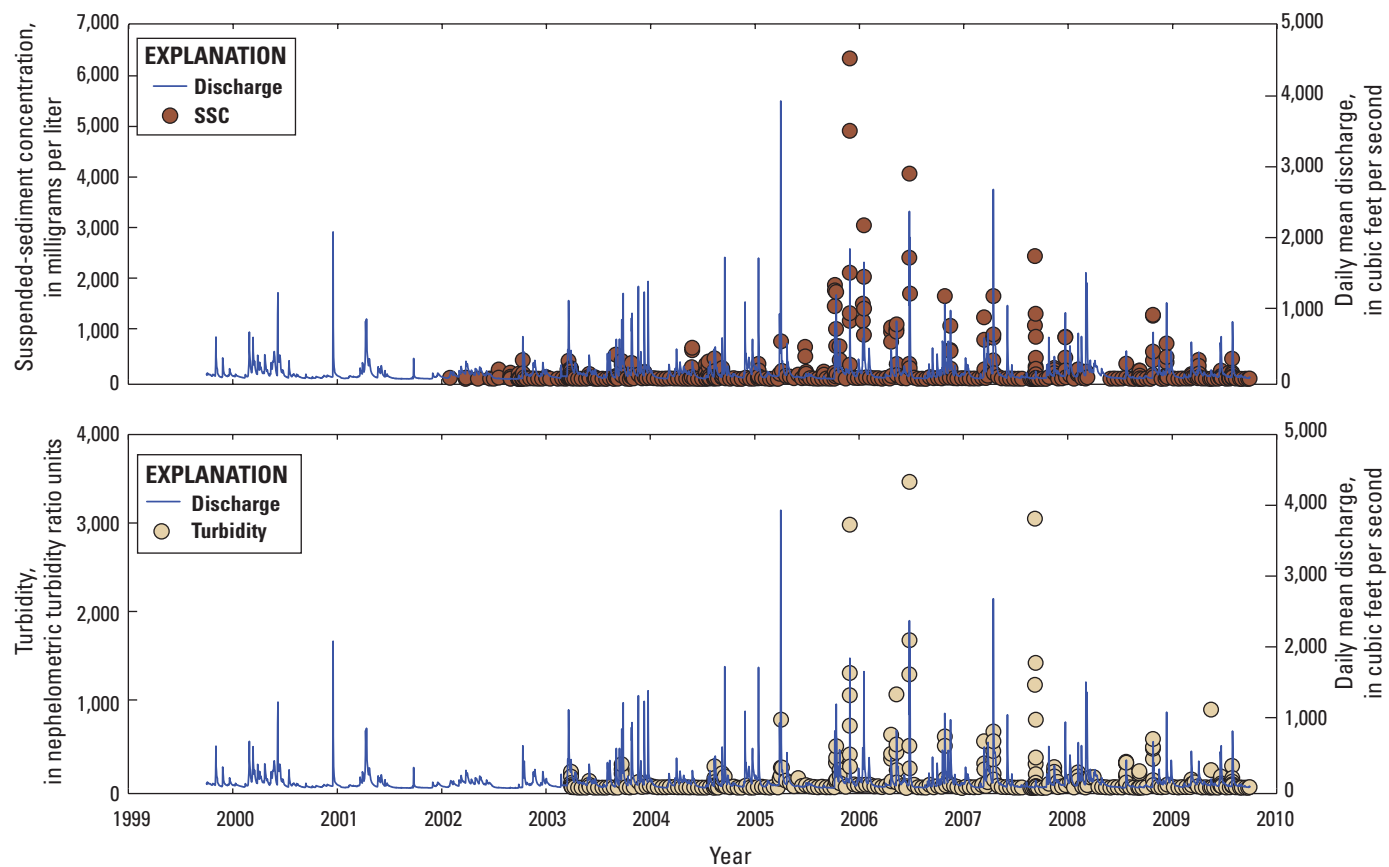 Suspended-sediment concentration,
in milligrams per liter
7,000
6,000
5,000
4,000
3,000
2,000
1,000
0
EXPLANATION
Discharge
SSC
5,000
4,000
3,000
2,000
1,000
0
Daily mean discharge,
in cubic feet per second
Turbidity,
in nephelometric turbidity ratio units
4,000
3,000
2,000
1,000
0
EXPLANATION
Discharge
Turbidity
5,000
4,000
3,000
2,000
1,000
0
Daily mean discharge,
in cubic feet per second
1999 2000 2001 2002 2003 2004 2005 2006 2007 2008 2009 2010
Year